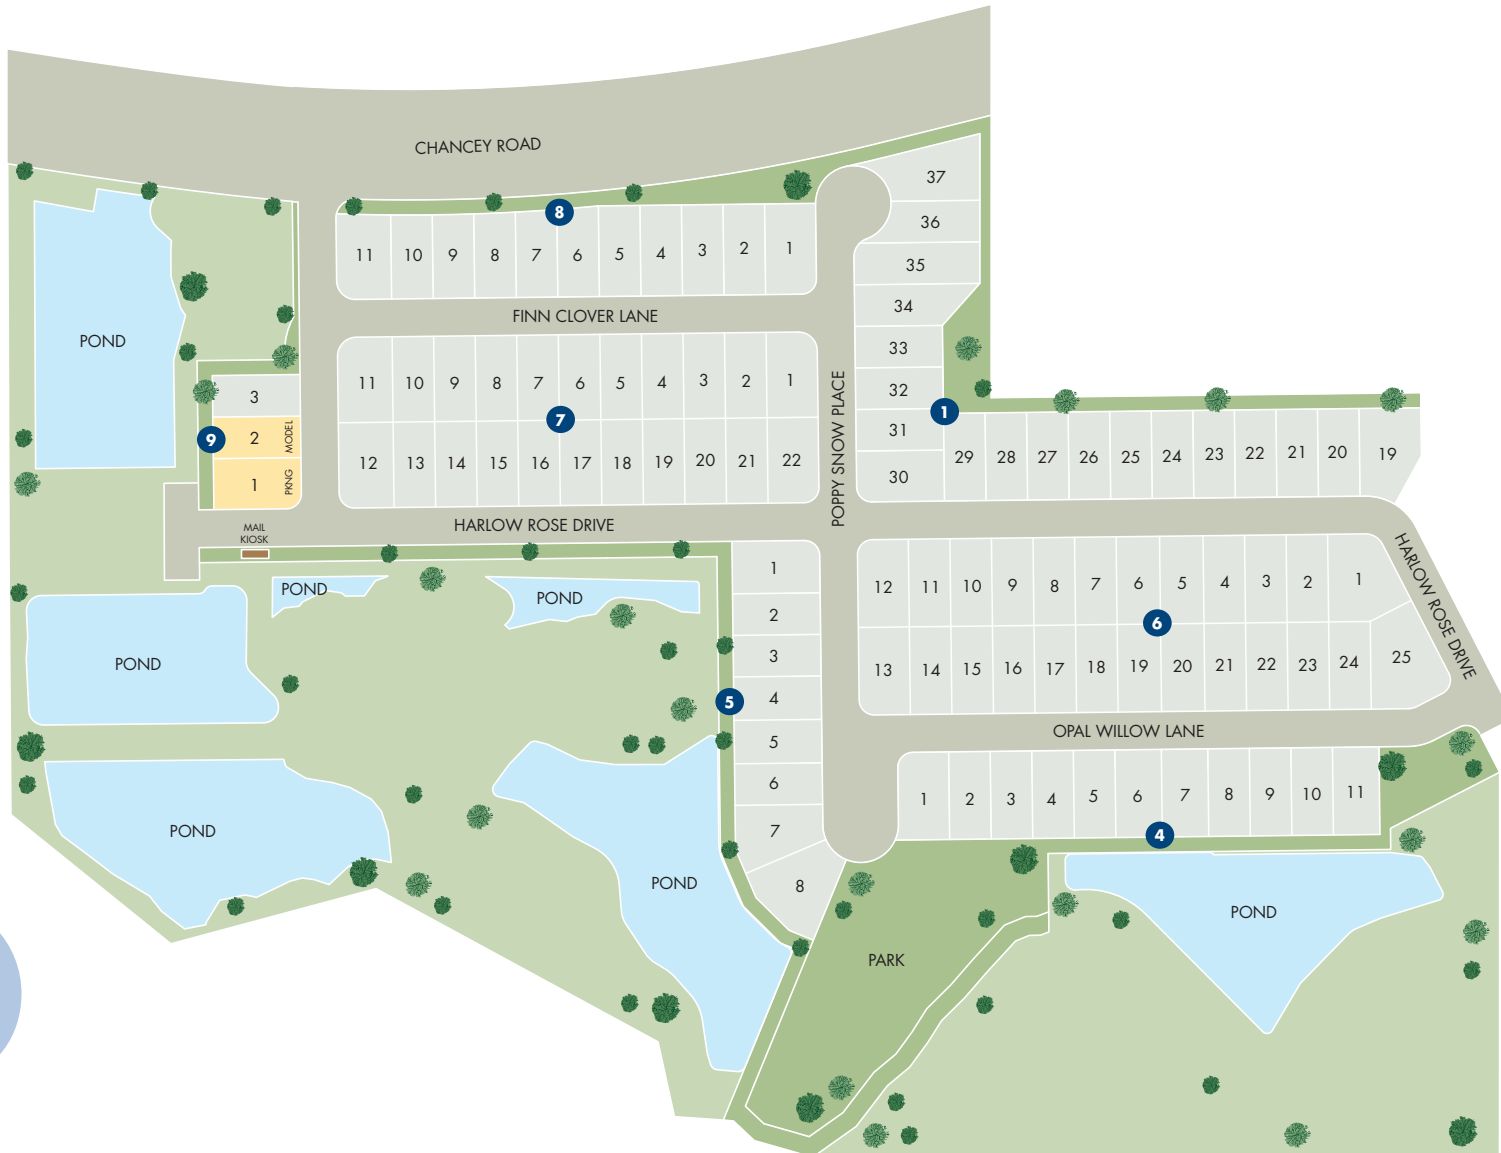 CHANCEY ROAD
37
36
35
34
33
32
31
30
1
29 28 27 26 25 24 23 22 21 20 19
8
11 10 9 8 7 6 5 4 3 2 1
FINN CLOVER LANE
11 10 9 8 7 6 5 4 3 2 1
7
12 13 14 15 16 17 18 19 20 21 22
POPPY SNOW PLACE
POND
3
9
2 MODEL
1 PKNG
MAIL
KIOSK
HARLOW ROSE DRIVE
HARLOW ROSE DRIVE
12 11 10 9 8 7 6 5 4 3 2 1
6
13 14 15 16 17 18 19 20 21 22 23 24 25
OPAL WILLOW LANE
1 2 3 4 5 6 7 8 9 10 11
4
1
2
3
4
5
5
6
7
8
POND
POND
POND
POND
POND
POND
PARK